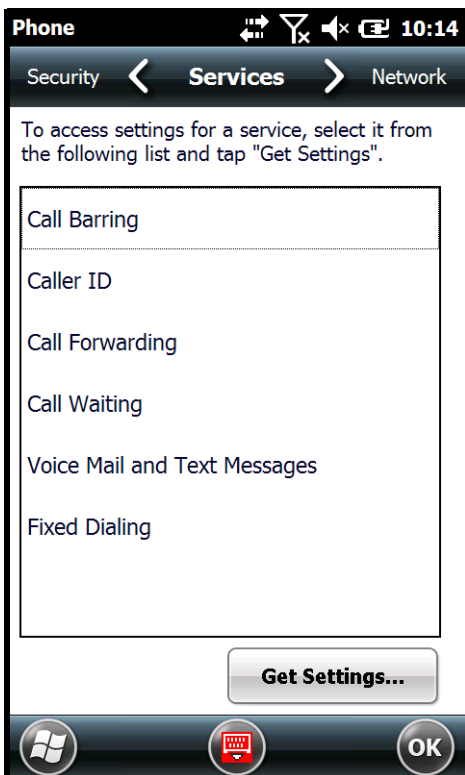 Phone 10:14
Security Services Network
To access settings for a service, select it from
the following list and tap "Get Settings".
Call Barring
Caller ID
Call Forwarding
Call Waiting
Voice Mail and Text Messages
Fixed Dialing
Get Settings...
OK